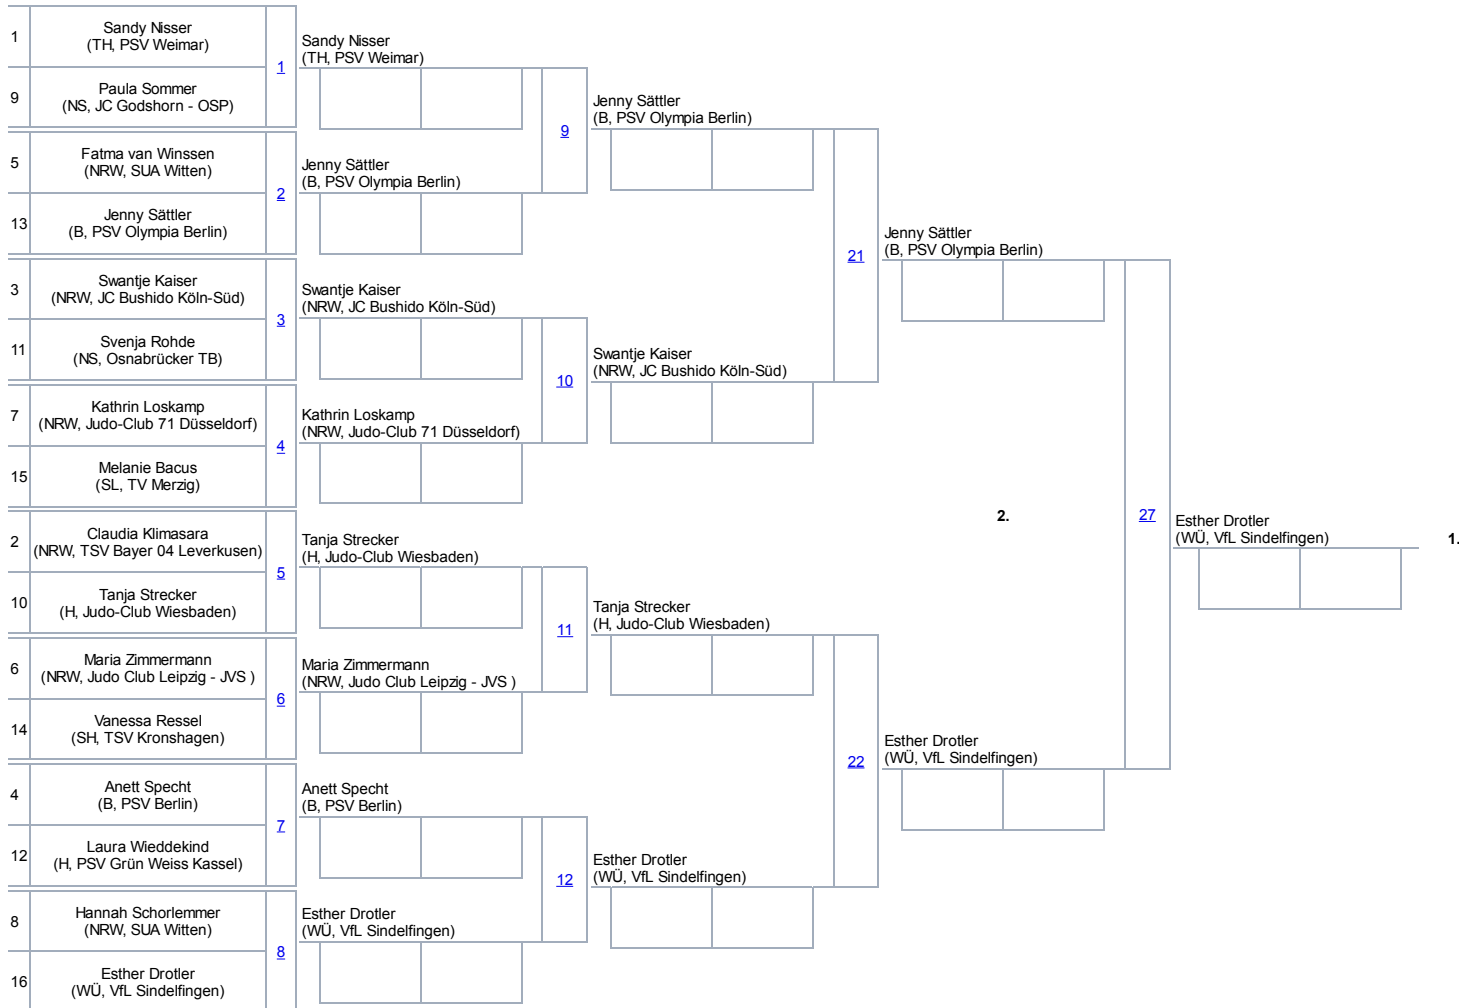 1
Sandy Nisser
(TH, PSV Weimar)
9
Paula Sommer
(NS, JC Godshorn - OSP)
1
5
Fatma van Winssen
(NRW, SUA Witten)
13
Jenny Sättler
(B, PSV Olympia Berlin)
2
3
Swantje Kaiser
(NRW, JC Bushido Köln-Süd)
11
Svenja Rohde
(NS, Osnabrücker TB)
3
7
Kathrin Loskamp
(NRW, Judo-Club 71 Düsseldorf)
15
Melanie Bacus
(SL, TV Merzig)
4
2
Claudia Klimasara
(NRW, TSV Bayer 04 Leverkusen)
10
Tanja Strecker
(H, Judo-Club Wiesbaden)
5
6
Maria Zimmermann
(NRW, Judo Club Leipzig - JVS )
14
Vanessa Ressel
(SH, TSV Kronshagen)
6
4
Anett Specht
(B, PSV Berlin)
12
Laura Wieddekind
(H, PSV Grün Weiss Kassel)
7
8
Hannah Schorlemmer
(NRW, SUA Witten)
16
Esther Drotler
(WÜ, VfL Sindelfingen)
8
Sandy Nisser
(TH, PSV Weimar)
Jenny Sättler
(B, PSV Olympia Berlin)
9
Swantje Kaiser
(NRW, JC Bushido Köln-Süd)
Kathrin Loskamp
(NRW, Judo-Club 71 Düsseldorf)
10
Tanja Strecker
(H, Judo-Club Wiesbaden)
Maria Zimmermann
(NRW, Judo Club Leipzig - JVS )
11
Anett Specht
(B, PSV Berlin)
Esther Drotler
(WÜ, VfL Sindelfingen)
12
Jenny Sättler
(B, PSV Olympia Berlin)
Swantje Kaiser
(NRW, JC Bushido Köln-Süd)
21
Tanja Strecker
(H, Judo-Club Wiesbaden)
Esther Drotler
(WÜ, VfL Sindelfingen)
22
Jenny Sättler
(B, PSV Olympia Berlin)
2.
Esther Drotler
(WÜ, VfL Sindelfingen)
27
Esther Drotler
(WÜ, VfL Sindelfingen)
1.